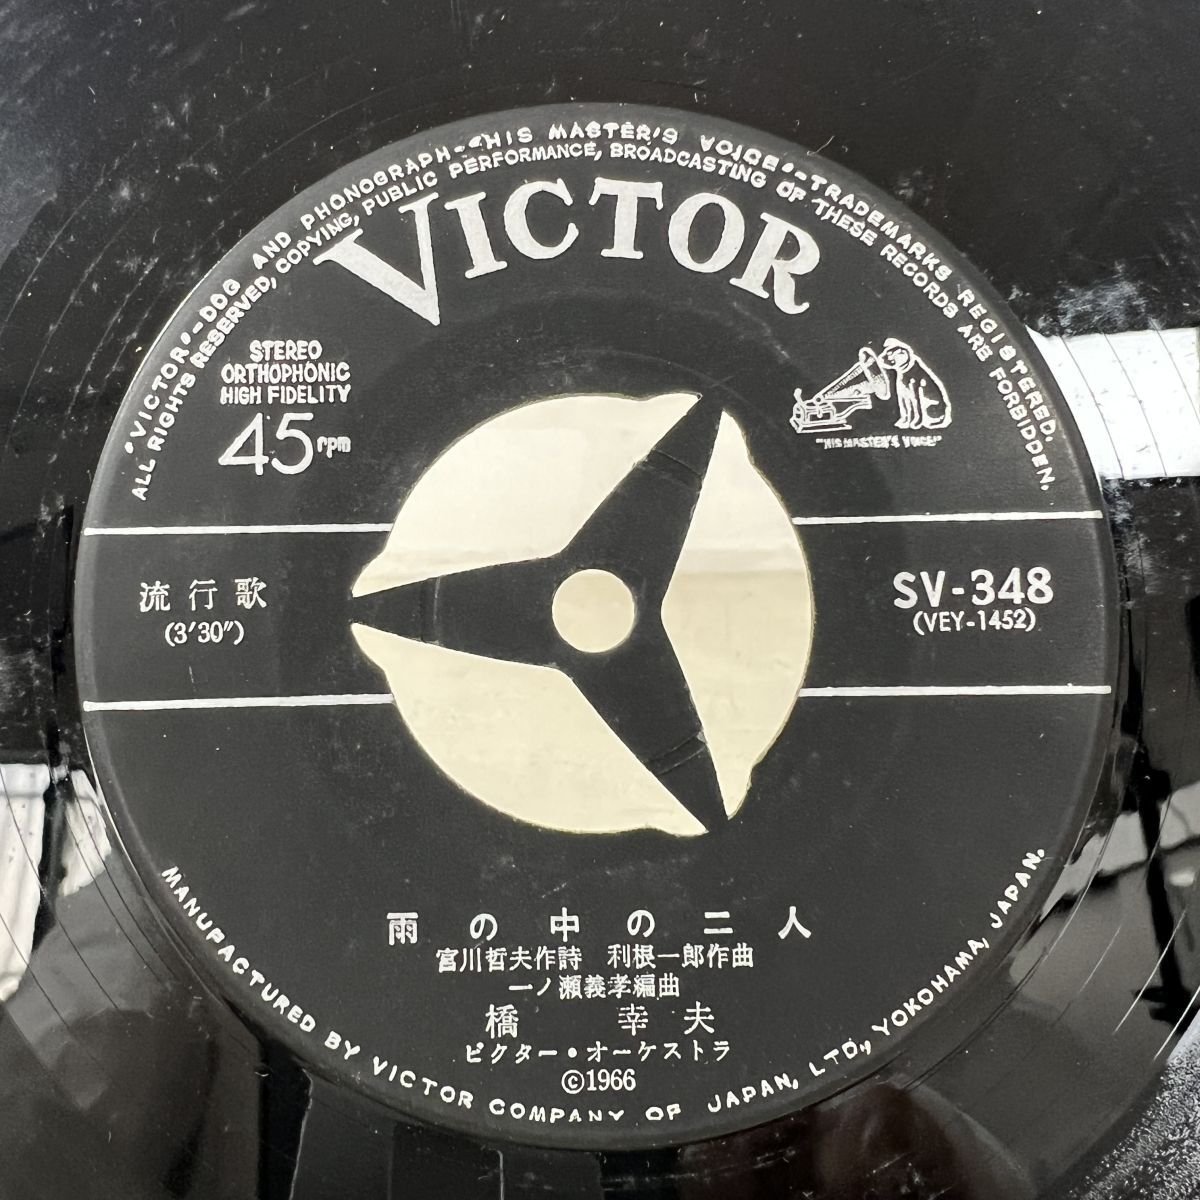 "VICTOR"-DOG AND PHONOGRAPH-"HIS MASTER'S VOICE"-TRADEMARKS REGISTERED.
ALL RIGHTS RESERVED, COPYING, PUBLIC PERFORMANCE, BROADCASTING OF THESE RECORDS ARE FORBIDDEN.
VICTOR
STEREO
ORTHOPHONIC
HIGH FIDELITY
45 rpm
"HIS MASTER'S VOICE"
流行歌
(3′30″)
SV-348
(VEY-1452)
雨の中の二人
宮川哲夫作詩 利根一郎作曲
一ノ瀬義孝編曲
橋 幸夫
ビクター・オーケストラ
©1966
MANUFACTURED BY VICTOR COMPANY OF JAPAN, LTD., YOKOHAMA, JAPAN.